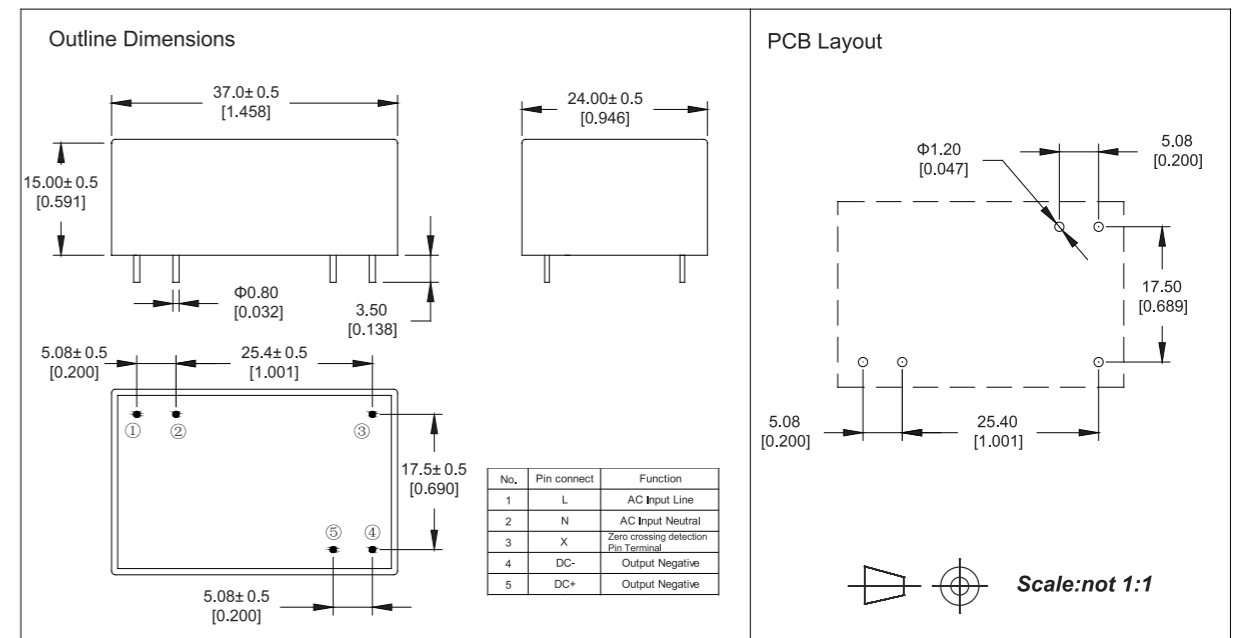 Outline Dimensions
37.0± 0.5
[1.458]
24.00± 0.5
[0.946]
15.00± 0.5
[0.591]
Φ0.80
[0.032]
3.50
[0.138]
5.08± 0.5
[0.200]
25.4± 0.5
[1.001]
① ② ③
17.5± 0.5
[0.690]
⑤ ④
5.08± 0.5
[0.200]
No. Pin connect Function
1 L AC Input Line
2 N AC Input Neutral
3 X Zero crossing detection
Pin Terminal
4 DC- Output Negative
5 DC+ Output Negative
PCB Layout
Φ1.20
[0.047]
5.08
[0.200]
17.50
[0.689]
5.08
[0.200]
25.40
[1.001]
Scale:not 1:1